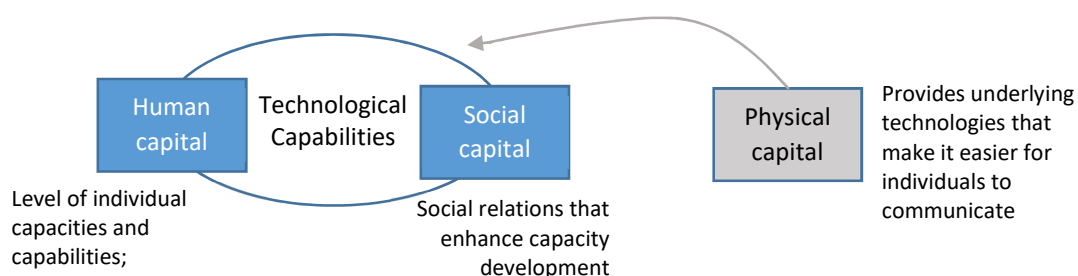 Human
capital
Technological
Capabilities
Social
capital
Physical
capital
Provides underlying
technologies that
make it easier for
individuals to
communicate
Level of individual
capacities and
capabilities;
Social relations that
enhance capacity
development